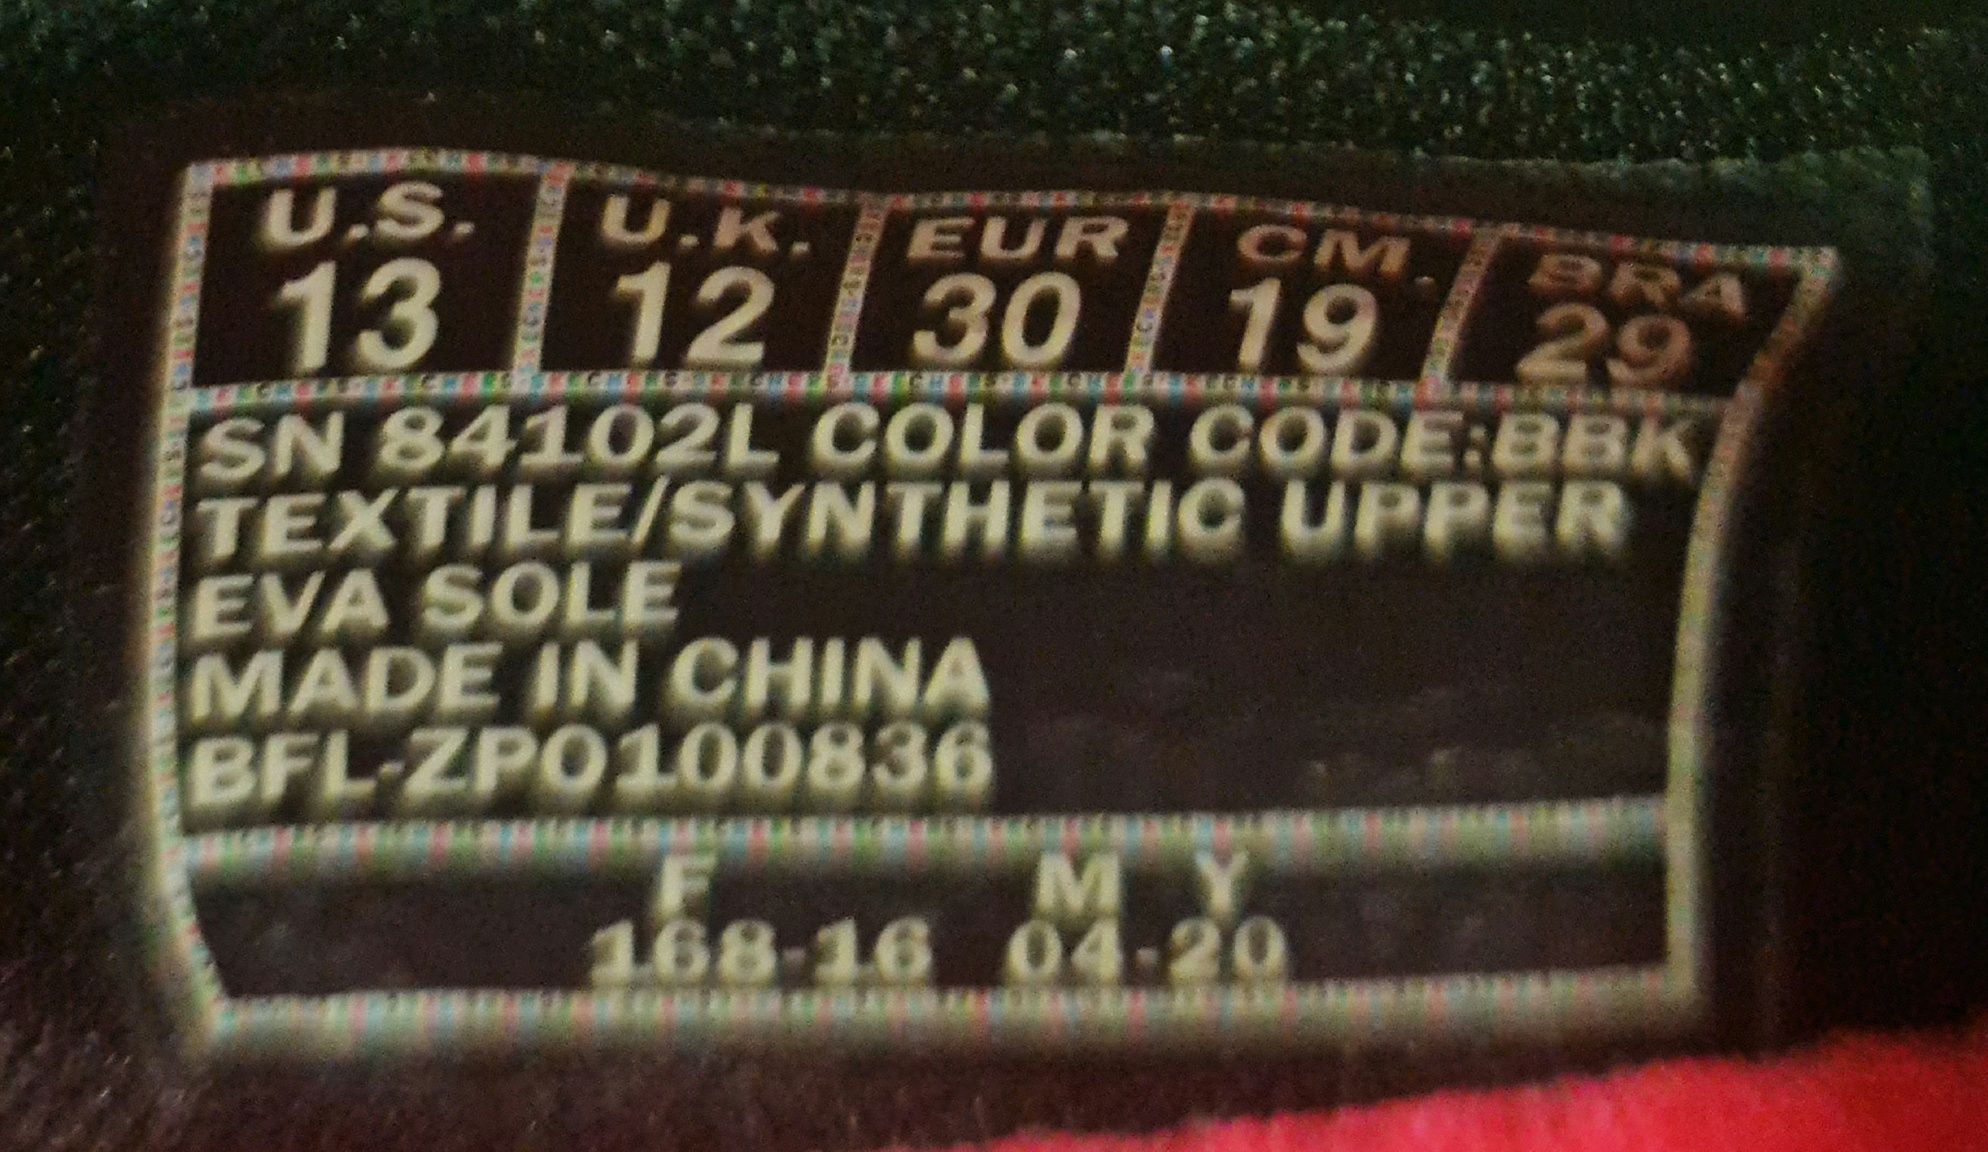 U.S. U.K. EUR CM. BRA
13 12 30 19 29
SN 84102L COLOR CODE:BBK
TEXTILE/SYNTHETIC UPPER
EVA SOLE
MADE IN CHINA
BFL-ZPO100836
F M Y
168-16 04-20